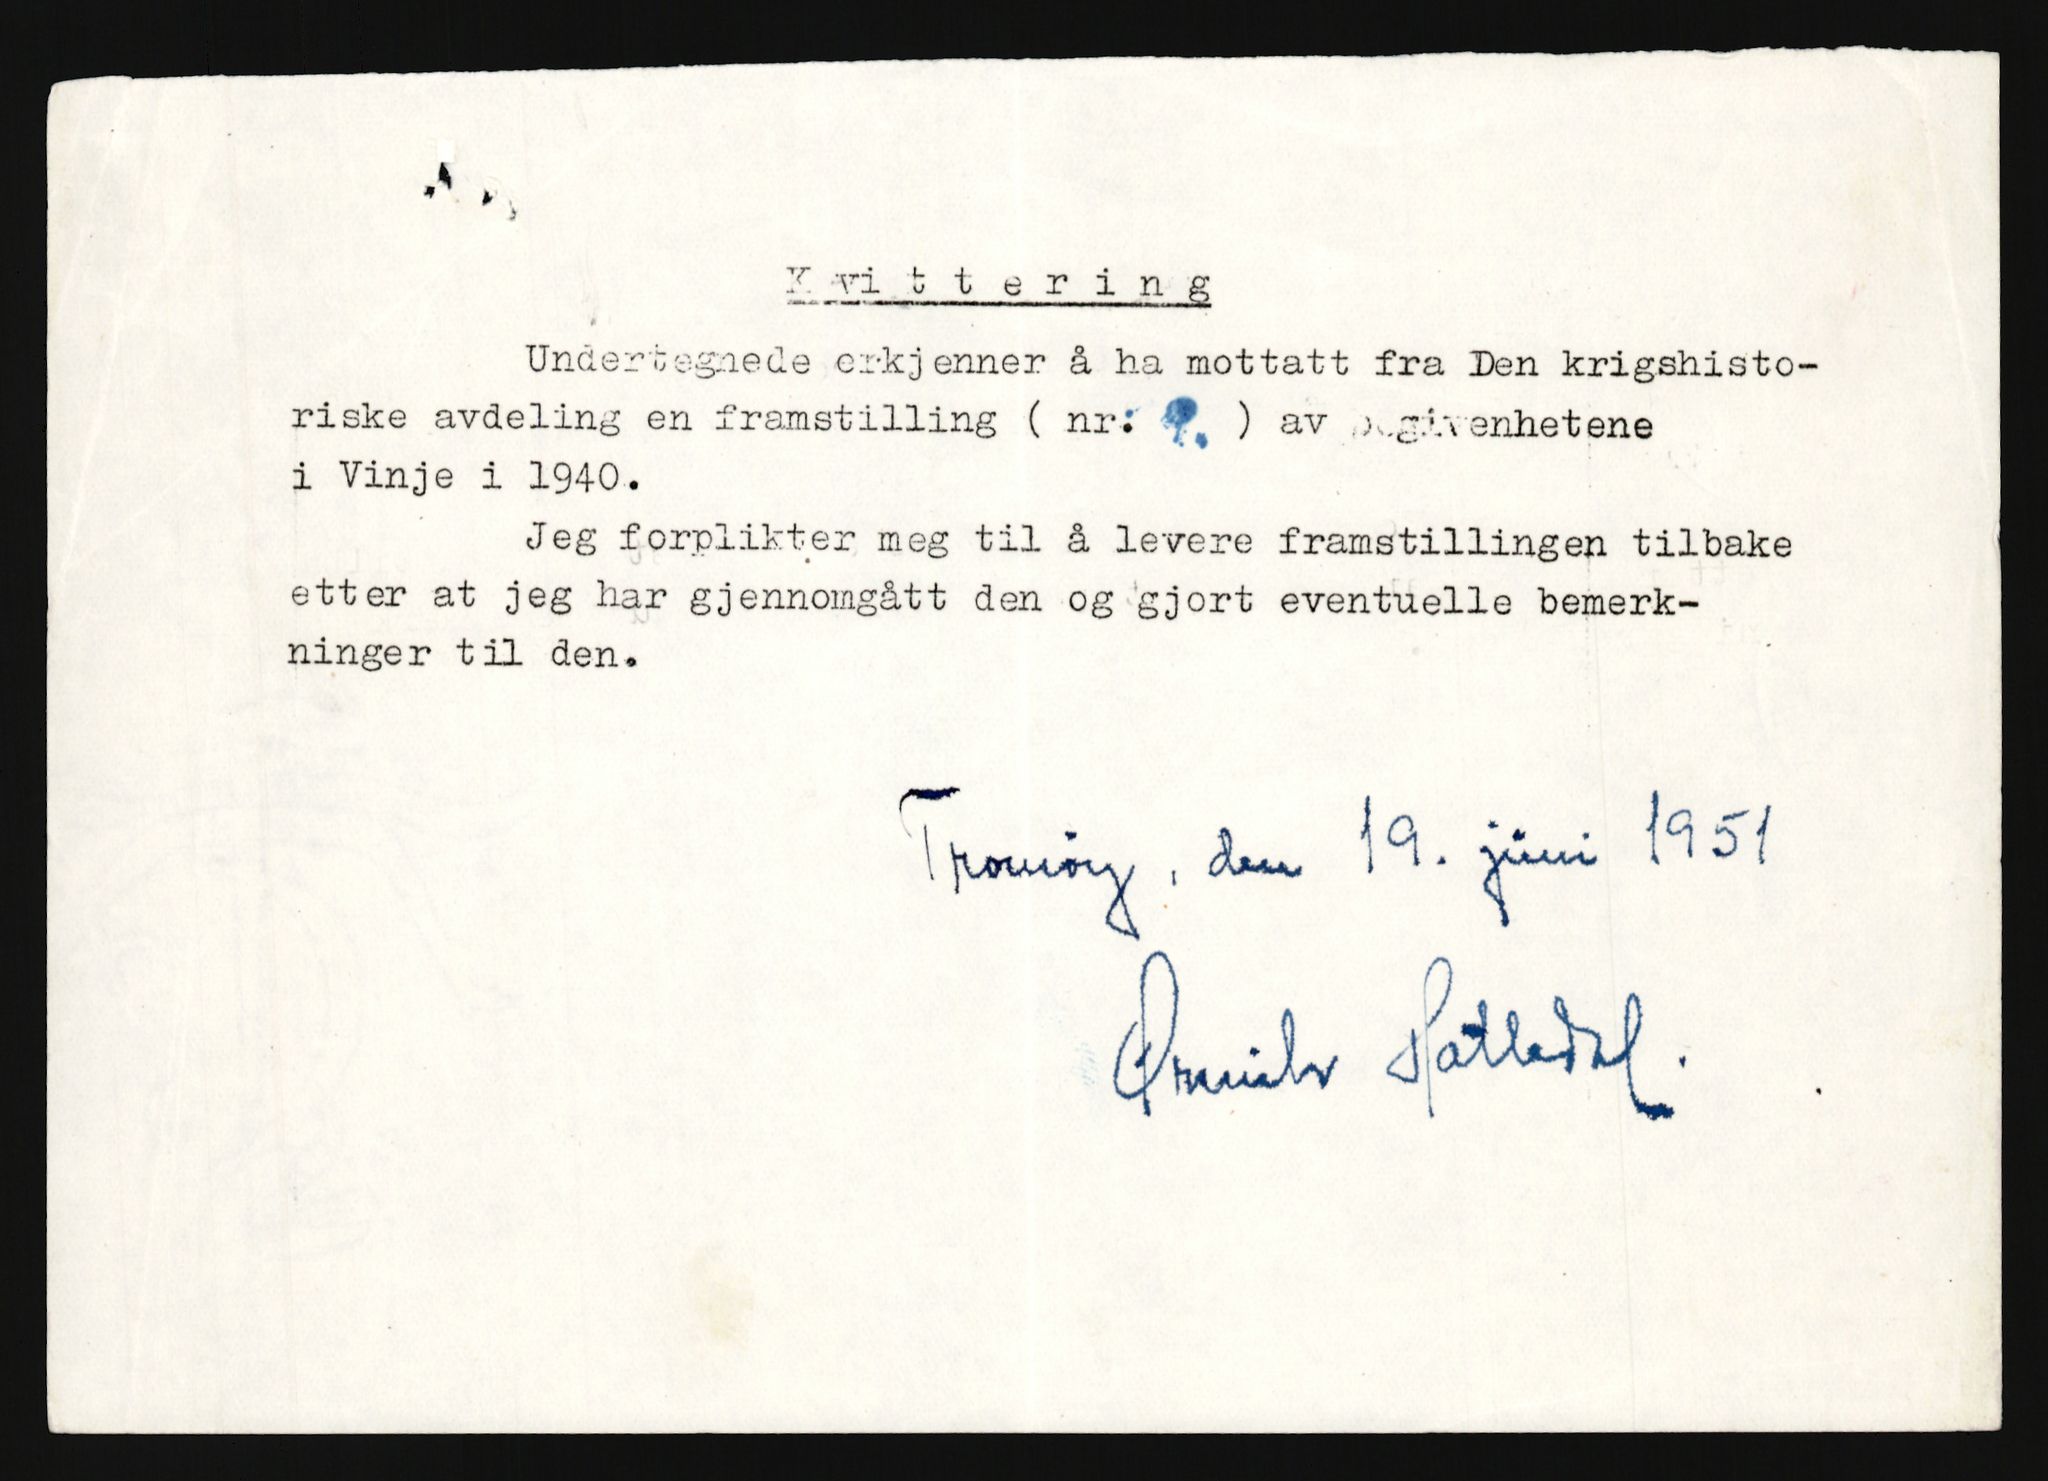 K v i t t e r i n g
Undertegnede erkjenner å ha mottatt fra Den krigshisto-
riske avdeling en framstilling ( nr: 9. ) av begivenhetene
i Vinje i 1940.
Jeg forplikter meg til å levere framstillingen tilbake
etter at jeg har gjennomgått den og gjort eventuelle bemerk-
ninger til den.
Tromöy, den 19. juni 1951